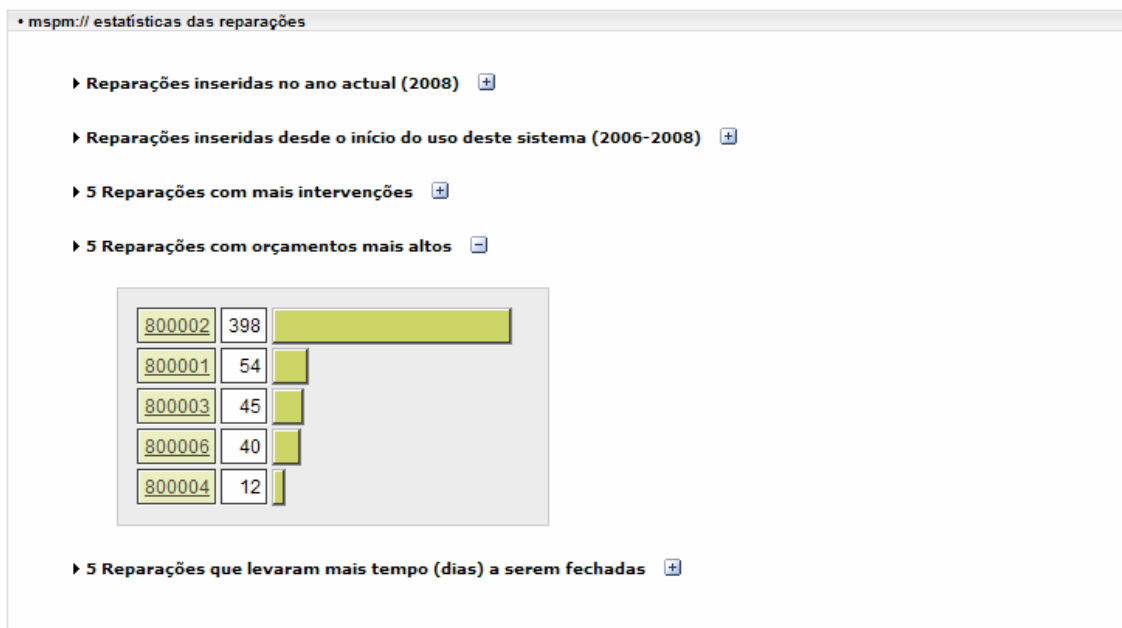 • mspm:// estatísticas das reparações
Reparações inseridas no ano actual (2008)
Reparações inseridas desde o início do uso deste sistema (2006-2008)
5 Reparações com mais intervenções
5 Reparações com orçamentos mais altos
800002 398
800001 54
800003 45
800006 40
800004 12
5 Reparações que levaram mais tempo (dias) a serem fechadas